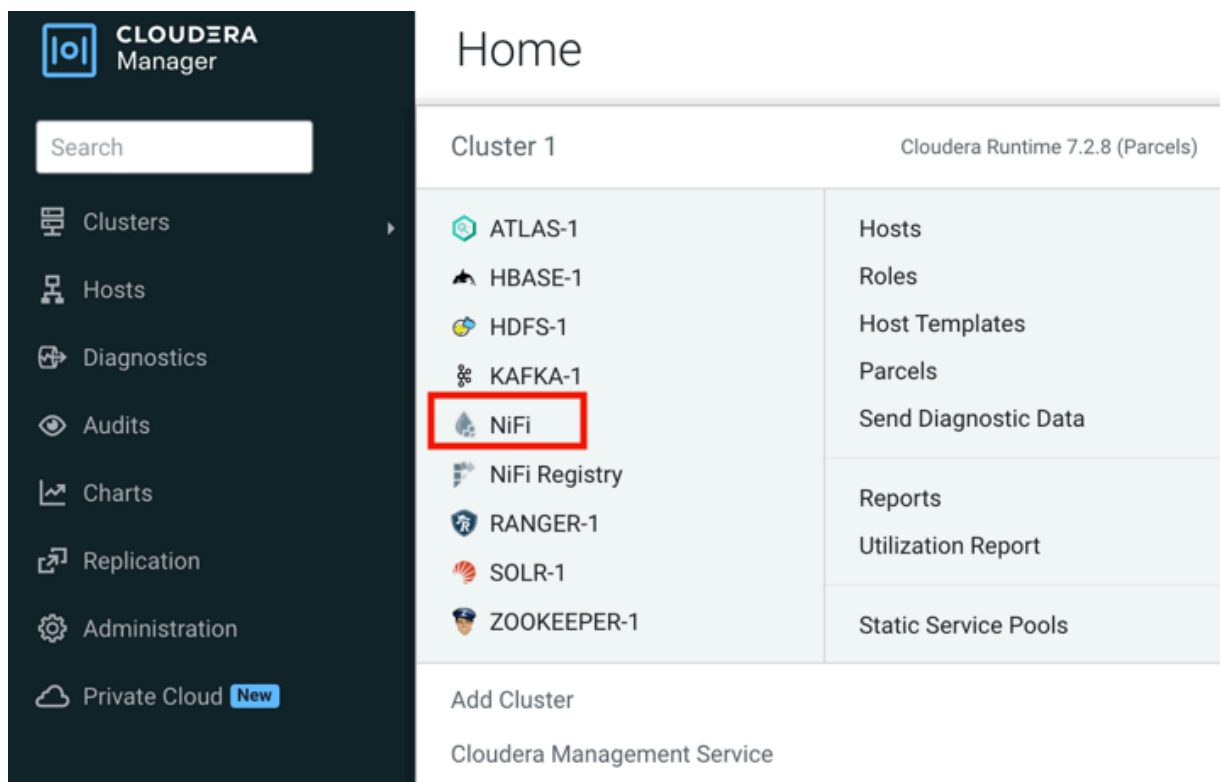 CLOUDERA
Manager
Search
Clusters
Hosts
Diagnostics
Audits
Charts
Replication
Administration
Private Cloud New
Home
Cluster 1
Cloudera Runtime 7.2.8 (Parcels)
ATLAS-1
HBASE-1
HDFS-1
KAFKA-1
NiFi
NiFi Registry
RANGER-1
SOLR-1
ZOOKEEPER-1
Hosts
Roles
Host Templates
Parcels
Send Diagnostic Data
Reports
Utilization Report
Static Service Pools
Add Cluster
Cloudera Management Service